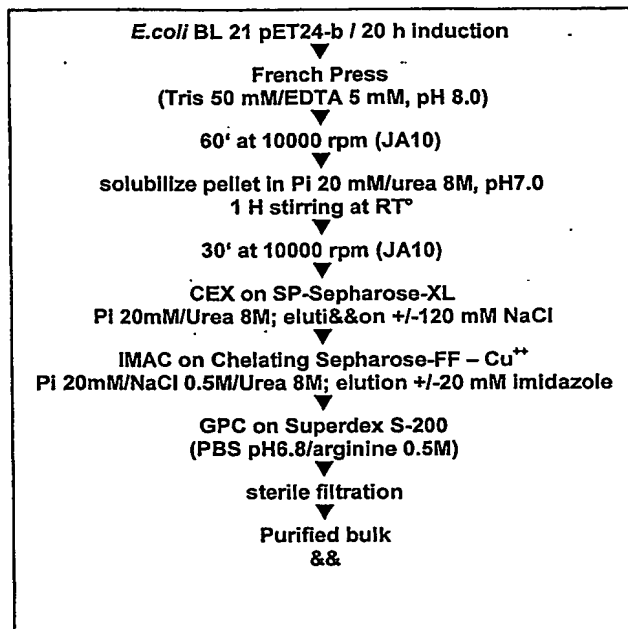 E.coli BL 21 pET24-b / 20 h induction
French Press
(Tris 50 mM/EDTA 5 mM, pH 8.0)
60' at 10000 rpm (JA10)
solubilize pellet in Pi 20 mM/urea 8M, pH7.0
1 H stirring at RT°
30' at 10000 rpm (JA10)
CEX on SP-Sepharose-XL
Pi 20mM/Urea 8M; eluti&&on +/-120 mM NaCl
IMAC on Chelating Sepharose-FF – Cu++
Pi 20mM/NaCl 0.5M/Urea 8M; elution +/-20 mM imidazole
GPC on Superdex S-200
(PBS pH6.8/arginine 0.5M)
sterile filtration
Purified bulk
&&